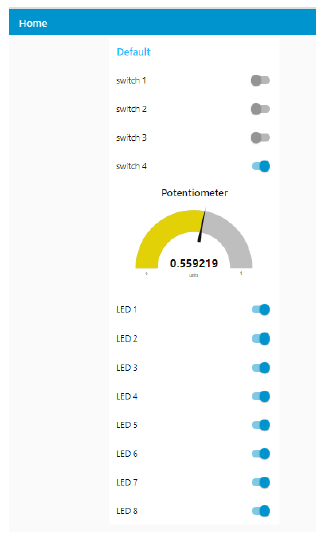 Home
Default
switch 1
switch 2
switch 3
switch 4
Potentiometer
0.559219
units
1
LED 1
LED 2
LED 3
LED 4
LED 5
LED 6
LED 7
LED 8